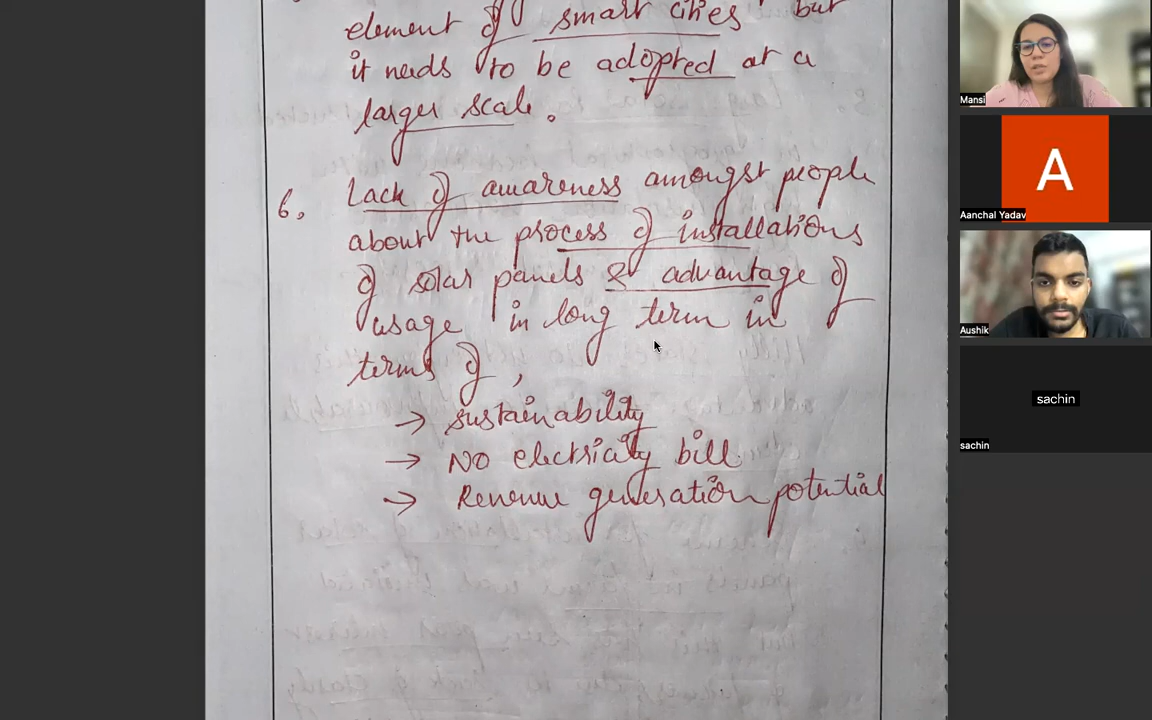 element of smart cities but
it needs to be adopted at a
larger scale.
6. Lack of awareness amongst people
about the process of installations
of solar panels & advantage of
usage in long term in
terms of,
→ sustainability
→ NO electricity bill
→ Revenue generation potential
Mansi
A
Aanchal Yadav
Aushik
sachin
sachin